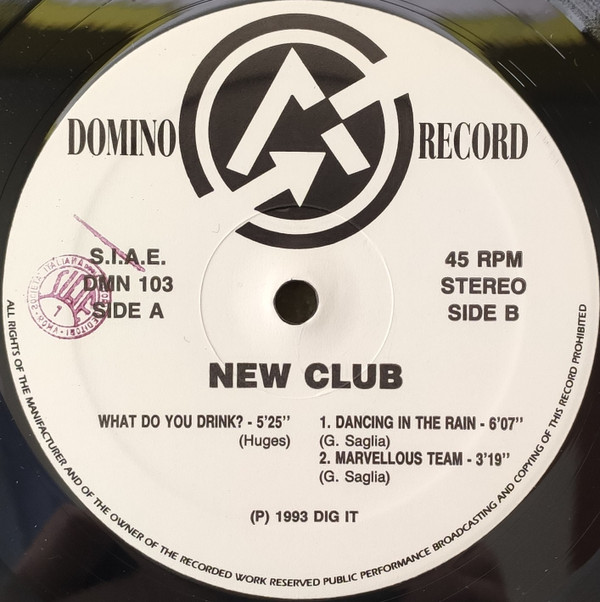 DOMINO RECORD
S.I.A.E.
DMN 103
SIDE A
45 RPM
STEREO
SIDE B
NEW CLUB
WHAT DO YOU DRINK? - 5'25''
(Huges)
1. DANCING IN THE RAIN - 6'07''
(G. Saglia)
2. MARVELLOUS TEAM - 3'19''
(G. Saglia)
(P) 1993 DIG IT
ALL RIGHTS OF THE MANIFACTURER AND OF THE OWNER OF THE RECORDED WORK RESERVED PUBLIC PERFORMANCE BROADCASTING AND COPYING OF THIS RECORD PROHIBITED